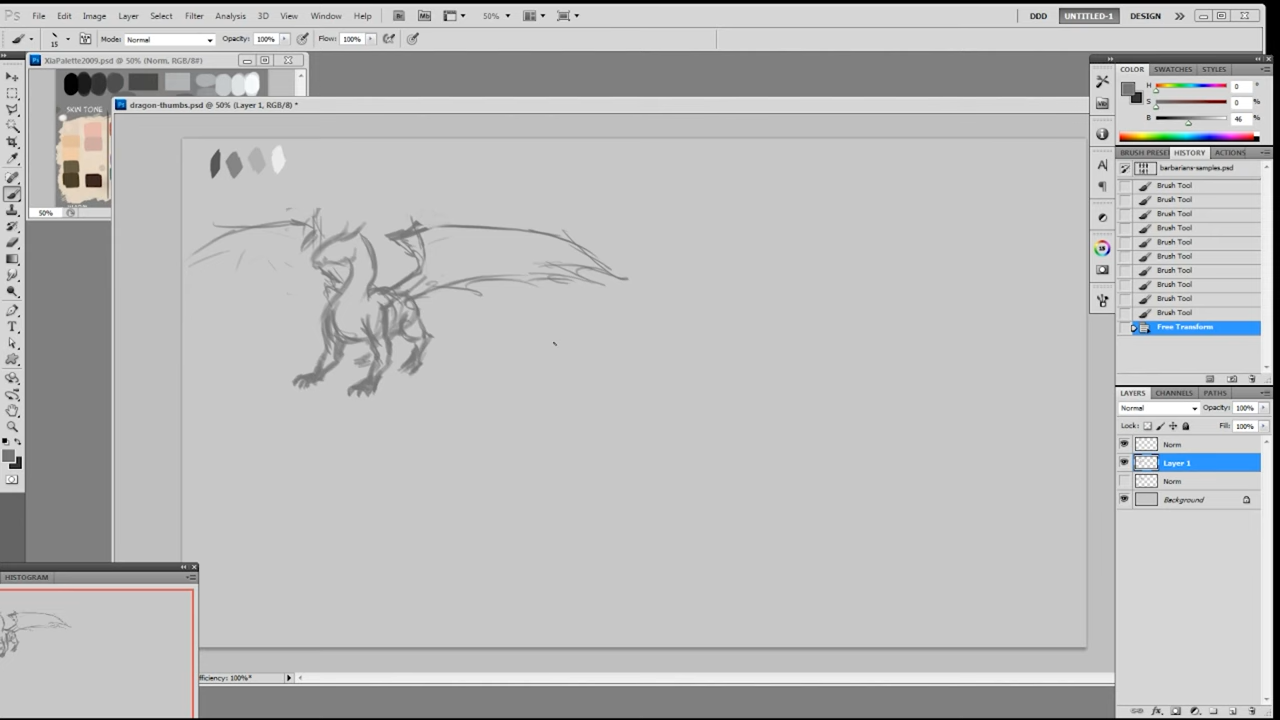 Ps File Edit Image Layer Select Filter Analysis 3D View Window Help Br Mb 50% DDD UNTITLED-1 DESIGN
15 Mode: Normal Opacity: 100% Flow: 100%
XiaPalette2009.psd @ 50% (Norm, RGB/8#)
SKIN TONE
50%
dragon-thumbs.psd @ 50% (Layer 1, RGB/8) *
COLOR SWATCHES STYLES
H 0 °
S 0 %
B 46 %
BRUSH PRESE HISTORY ACTIONS
barbarians-samples.psd
Brush Tool
Brush Tool
Brush Tool
Brush Tool
Brush Tool
Brush Tool
Brush Tool
Brush Tool
Brush Tool
Brush Tool
Free Transform
LAYERS CHANNELS PATHS
Normal Opacity: 100%
Lock: Fill: 100%
Norm
Layer 1
Norm
Background
HISTOGRAM
fficiency: 100%*